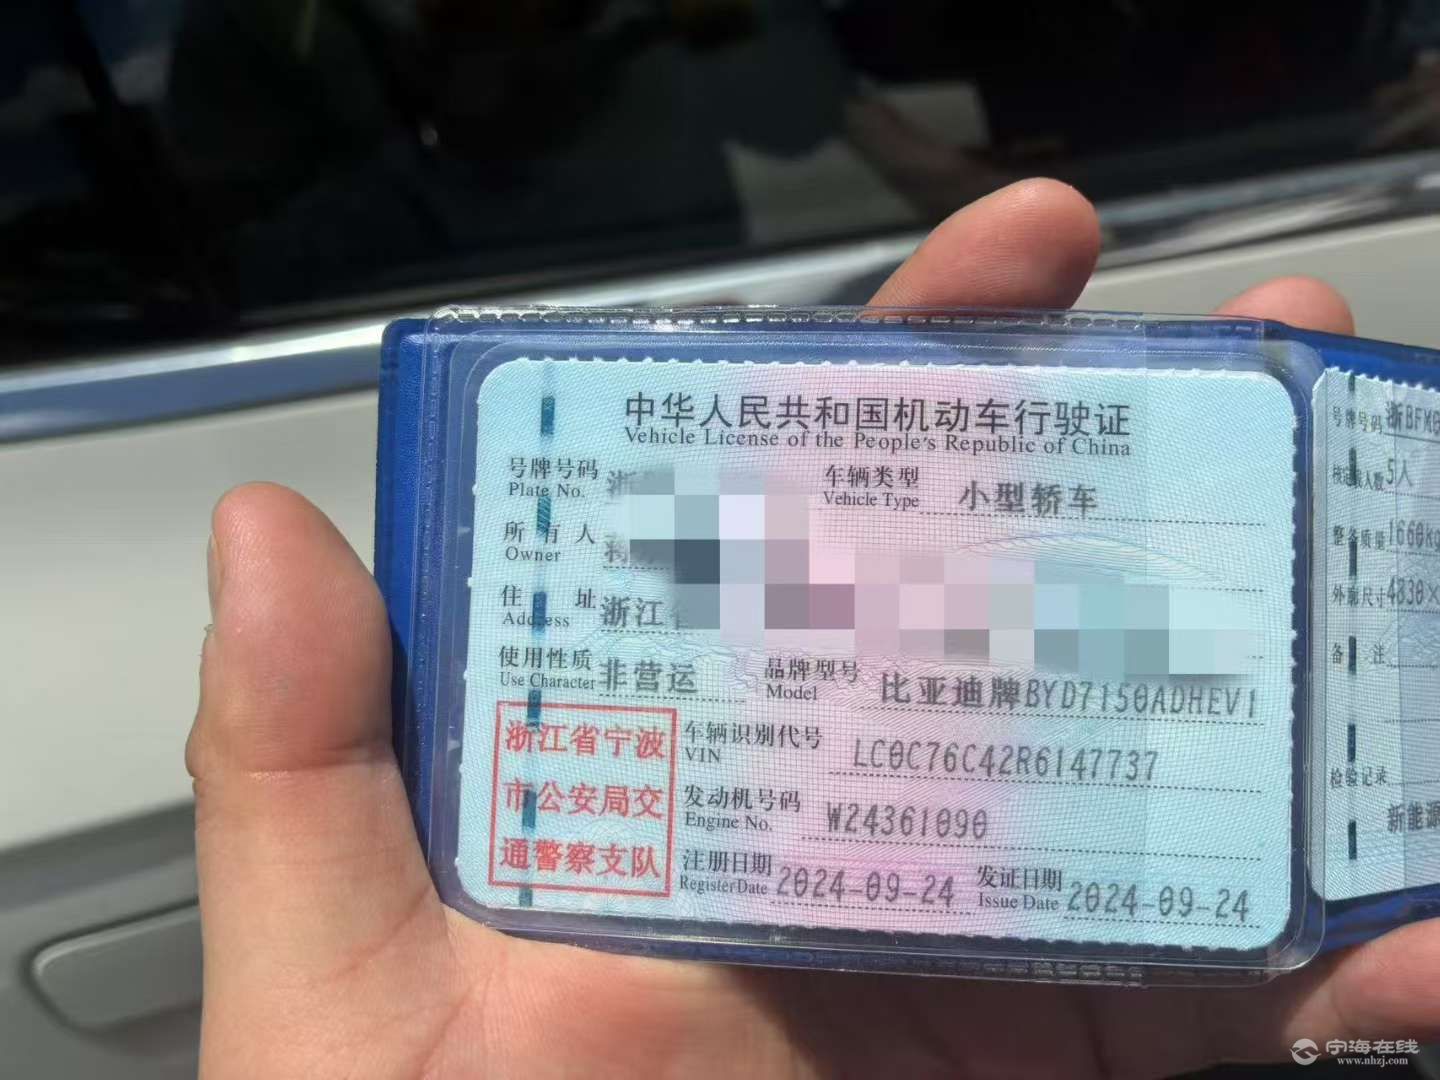 中华人民共和国机动车行驶证
Vehicle License of the People's Republic of China
号牌号码 浙
Plate No.
车辆类型 小型轿车
Vehicle Type
所有人
Owner
住址 浙江
Address
使用性质 非营运
Use Character
品牌型号 比亚迪牌BYD7150ADHEV1
Model
浙江省宁波
市公安局交
通警察支队
车辆识别代号 LC0C76C42R6147737
VIN
发动机号码 W24361090
Engine No.
注册日期 2024-09-24
Register Date
发证日期 2024-09-24
Issue Date
号牌号码 浙BF
人数 5人
整备质量 1660kg
外廓尺寸 4830×
备注
检验记录
新能源
宁海在线
www.nhzj.com